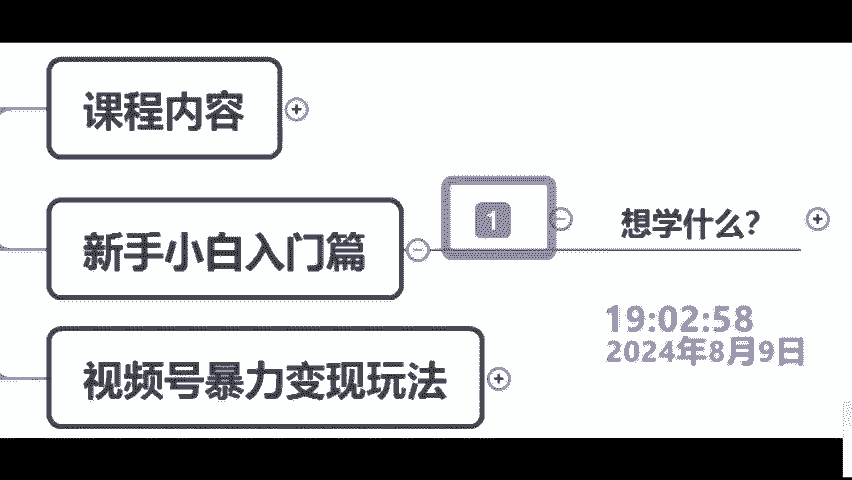 课程内容
1
想学什么？
新手小白入门篇
19:02:58
2024年8月9日
视频号暴力变现玩法